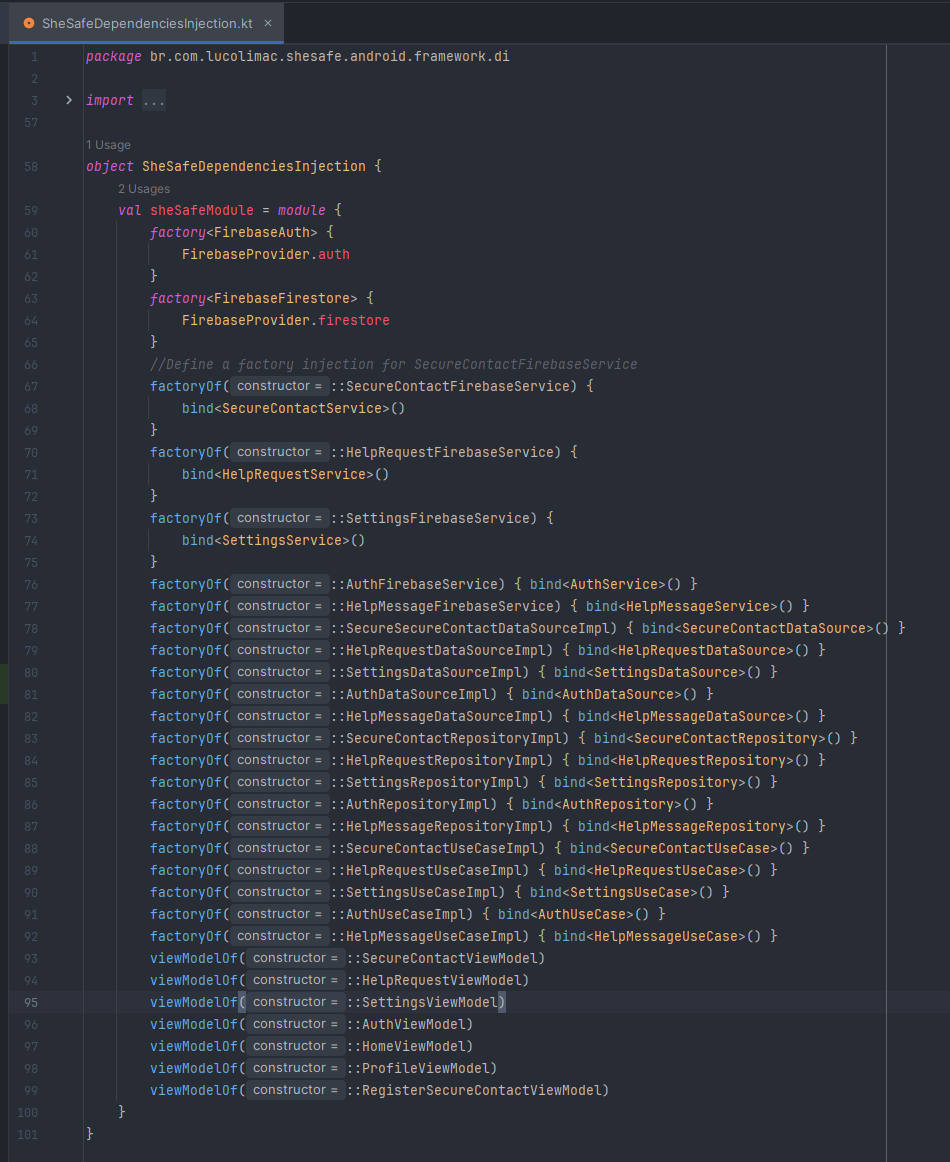 SheSafeDependenciesInjection.kt ×
1 package br.com.lucolimac.shesafe.android.framework.di
2
3 import ...
57
1 Usage
58 object SheSafeDependenciesInjection {
2 Usages
59 val sheSafeModule = module {
60 factory<FirebaseAuth> {
61 FirebaseProvider.auth
62 }
63 factory<FirebaseFirestore> {
64 FirebaseProvider.firestore
65 }
66 //Define a factory injection for SecureContactFirebaseService
67 factoryOf( constructor = ::SecureContactFirebaseService) {
68 bind<SecureContactService>()
69 }
70 factoryOf( constructor = ::HelpRequestFirebaseService) {
71 bind<HelpRequestService>()
72 }
73 factoryOf( constructor = ::SettingsFirebaseService) {
74 bind<SettingsService>()
75 }
76 factoryOf( constructor = ::AuthFirebaseService) { bind<AuthService>() }
77 factoryOf( constructor = ::HelpMessageFirebaseService) { bind<HelpMessageService>() }
78 factoryOf( constructor = ::SecureSecureContactDataSourceImpl) { bind<SecureContactDataSource>() }
79 factoryOf( constructor = ::HelpRequestDataSourceImpl) { bind<HelpRequestDataSource>() }
80 factoryOf( constructor = ::SettingsDataSourceImpl) { bind<SettingsDataSource>() }
81 factoryOf( constructor = ::AuthDataSourceImpl) { bind<AuthDataSource>() }
82 factoryOf( constructor = ::HelpMessageDataSourceImpl) { bind<HelpMessageDataSource>() }
83 factoryOf( constructor = ::SecureContactRepositoryImpl) { bind<SecureContactRepository>() }
84 factoryOf( constructor = ::HelpRequestRepositoryImpl) { bind<HelpRequestRepository>() }
85 factoryOf( constructor = ::SettingsRepositoryImpl) { bind<SettingsRepository>() }
86 factoryOf( constructor = ::AuthRepositoryImpl) { bind<AuthRepository>() }
87 factoryOf( constructor = ::HelpMessageRepositoryImpl) { bind<HelpMessageRepository>() }
88 factoryOf( constructor = ::SecureContactUseCaseImpl) { bind<SecureContactUseCase>() }
89 factoryOf( constructor = ::HelpRequestUseCaseImpl) { bind<HelpRequestUseCase>() }
90 factoryOf( constructor = ::SettingsUseCaseImpl) { bind<SettingsUseCase>() }
91 factoryOf( constructor = ::AuthUseCaseImpl) { bind<AuthUseCase>() }
92 factoryOf( constructor = ::HelpMessageUseCaseImpl) { bind<HelpMessageUseCase>() }
93 viewModelOf( constructor = ::SecureContactViewModel)
94 viewModelOf( constructor = ::HelpRequestViewModel)
95 viewModelOf( constructor = ::SettingsViewModel)
96 viewModelOf( constructor = ::AuthViewModel)
97 viewModelOf( constructor = ::HomeViewModel)
98 viewModelOf( constructor = ::ProfileViewModel)
99 viewModelOf( constructor = ::RegisterSecureContactViewModel)
100 }
101 }